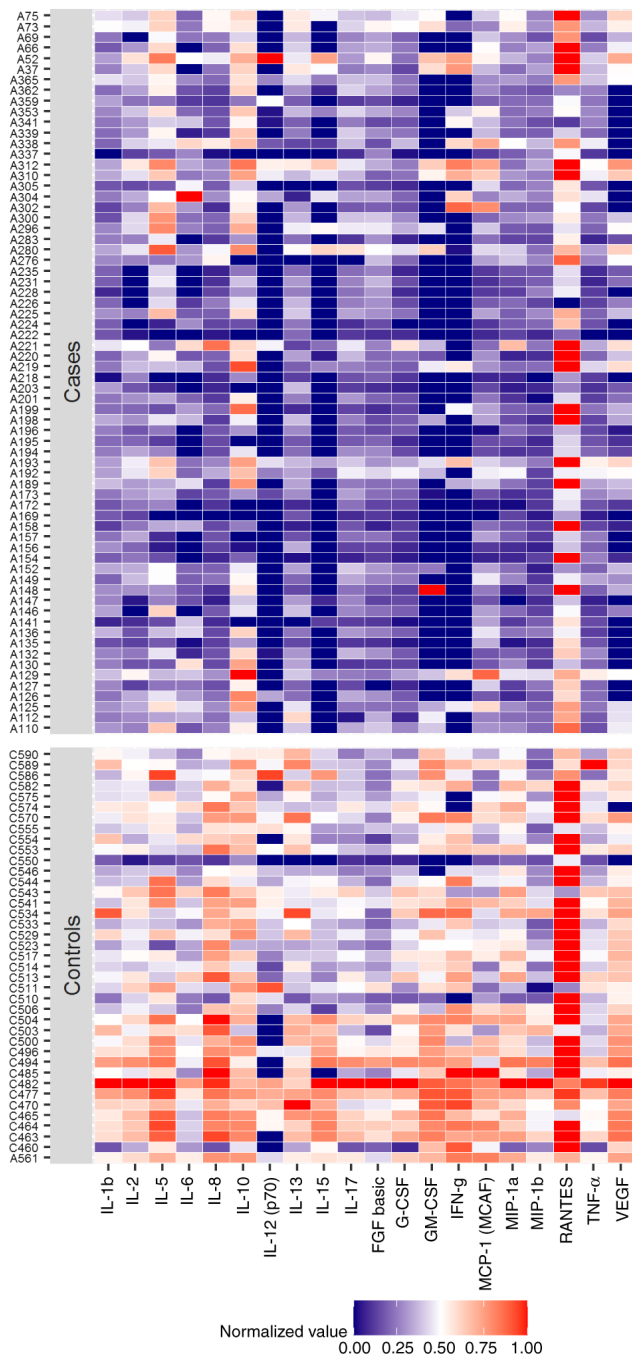 A75
A73
A69
A66
A52
A37
A365
A362
A359
A353
A341
A339
A338
A337
A312
A310
A305
A304
A302
A300
A296
A283
A280
A276
A235
A231
A228
A226
A225
A224
A222
A221
A220
A219
A218
A203
A201
A199
A198
A196
A195
A194
A193
A192
A189
A173
A172
A169
A158
A157
A156
A154
A152
A149
A148
A147
A146
A141
A136
A135
A132
A130
A129
A127
A126
A125
A112
A110
Cases
C590
C589
C586
C582
C575
C574
C570
C555
C554
C553
C550
C546
C544
C543
C541
C534
C533
C529
C523
C517
C514
C513
C511
C510
C506
C504
C503
C500
C496
C494
C485
C482
C477
C470
C465
C464
C463
C460
A561
Controls
IL-1b
IL-2
IL-5
IL-6
IL-8
IL-10
IL-12 (p70)
IL-13
IL-15
IL-17
FGF basic
G-CSF
GM-CSF
IFN-g
MCP-1 (MCAF)
MIP-1a
MIP-1b
RANTES
TNF-α
VEGF
Normalized value
0.00 0.25 0.50 0.75 1.00